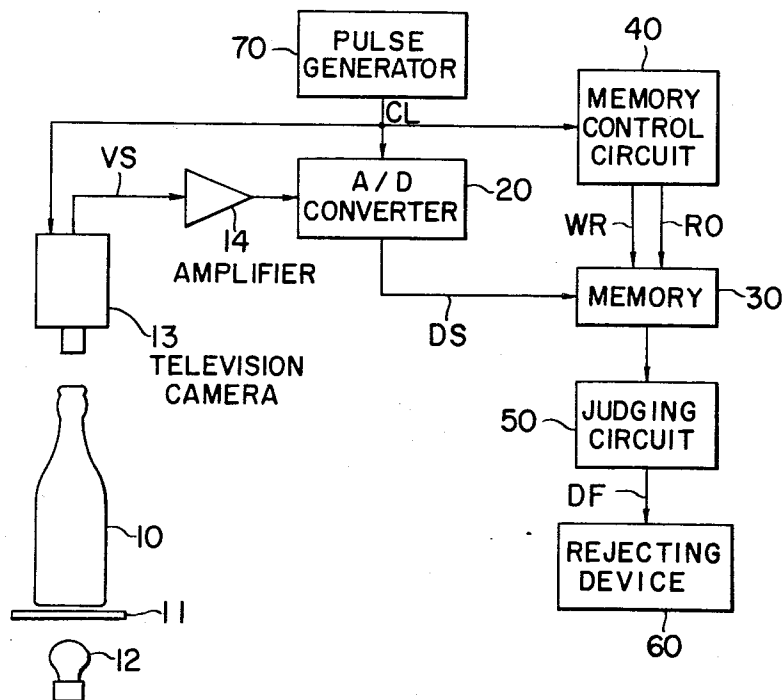 70
PULSE
GENERATOR
40
MEMORY
CONTROL
CIRCUIT
CL
VS
A/D
CONVERTER
20
14
AMPLIFIER
WR
RO
MEMORY
30
DS
13
TELEVISION
CAMERA
50
JUDGING
CIRCUIT
DF
10
REJECTING
DEVICE
60
11
12